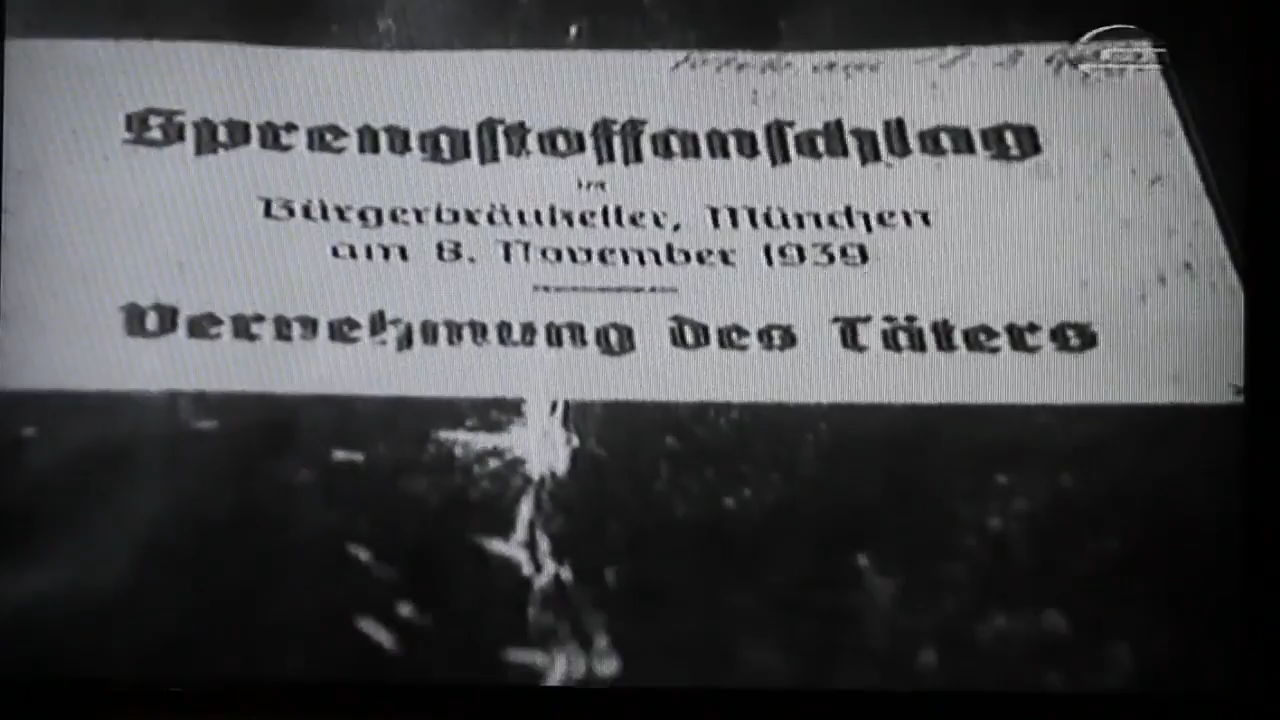 Sprengstoffanschlag
im
Bürgerbräukeller, München
am 8. November 1939
Vernehmung des Täters